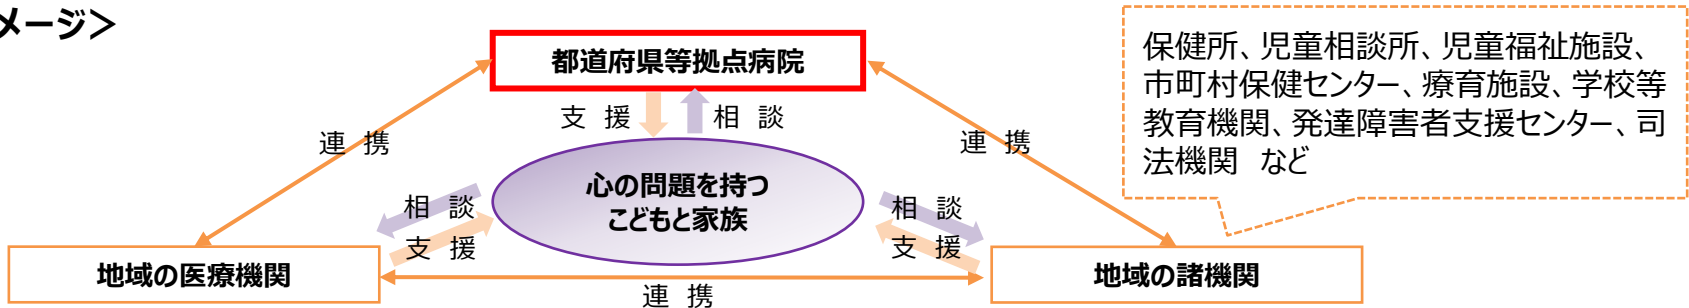 メージ＞
都道府県等拠点病院
保健所、児童相談所、児童福祉施設、
市町村保健センター、療育施設、学校等
教育機関、発達障害者支援センター、司
法機関　など
支 援
相 談
連 携
連 携
心の問題を持つ
こどもと家族
相 談
支 援
相 談
支 援
地域の医療機関
連 携
地域の諸機関